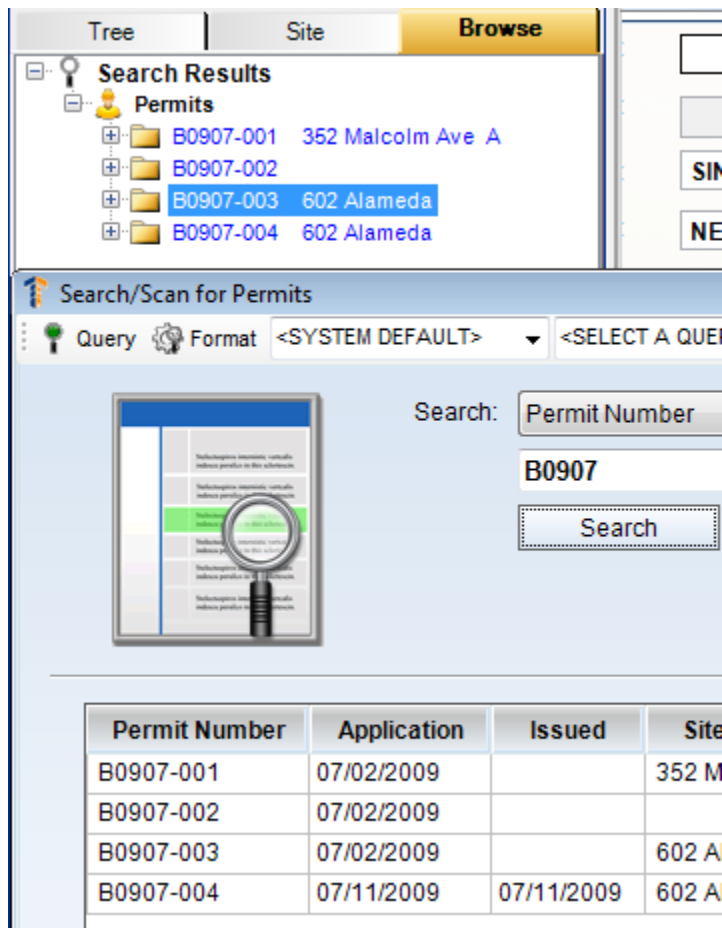 Tree Site Browse
Search Results
Permits
B0907-001 352 Malcolm Ave A
B0907-002
B0907-003 602 Alameda
B0907-004 602 Alameda
SIN
NE
Search/Scan for Permits
Query Format <SYSTEM DEFAULT> <SELECT A QUER
Search: Permit Number
B0907
Search
Permit Number Application Issued Site
B0907-001 07/02/2009 352 M
B0907-002 07/02/2009
B0907-003 07/02/2009 602 Al
B0907-004 07/11/2009 07/11/2009 602 Al